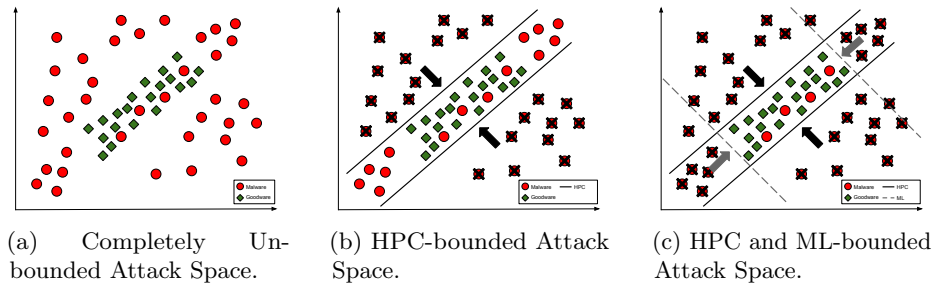 Malware
Goodware
Malware
HPC
Goodware
Malware
HPC
Goodware
ML
(a) Completely Un-
bounded Attack Space.
(b) HPC-bounded Attack
Space.
(c) HPC and ML-bounded
Attack Space.